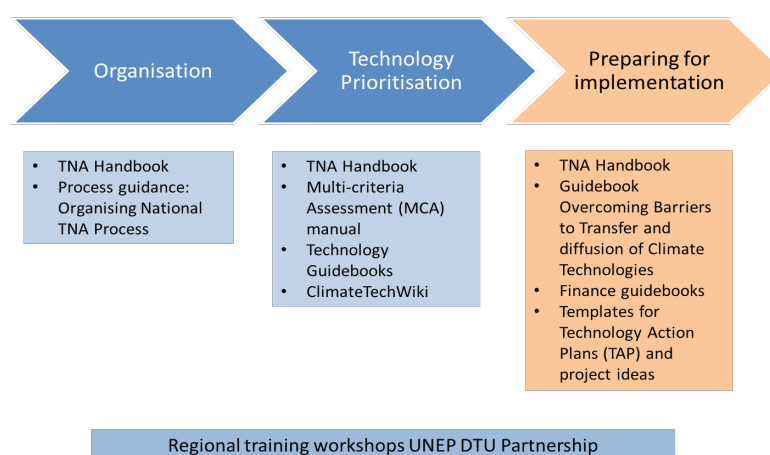 Organisation
Technology
Prioritisation
Preparing for
implementation
• TNA Handbook
• Process guidance:
Organising National
TNA Process
• TNA Handbook
• Multi-criteria
Assessment (MCA)
manual
• Technology
Guidebooks
• ClimateTechWiki
• TNA Handbook
• Guidebook
Overcoming Barriers
to Transfer and
diffusion of Climate
Technologies
• Finance guidebooks
• Templates for
Technology Action
Plans (TAP) and
project ideas
Regional training workshops UNEP DTU Partnership